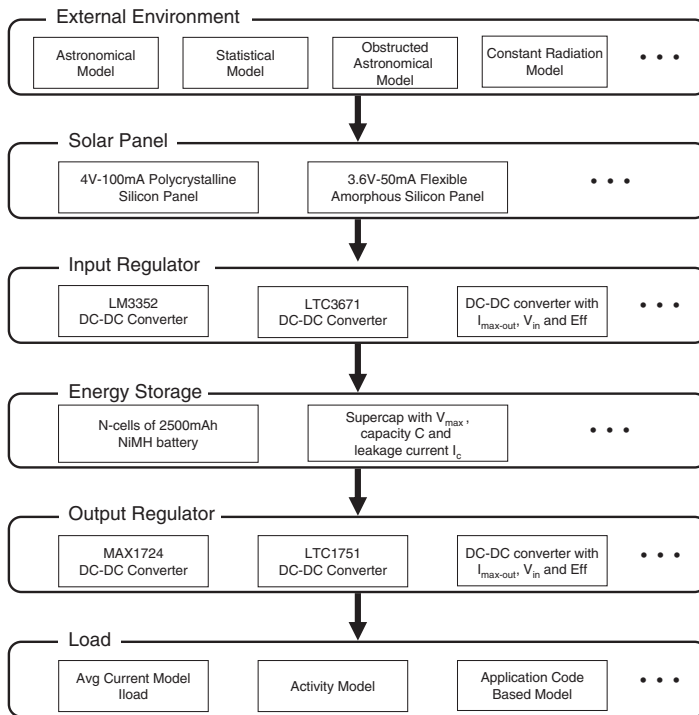 External Environment
Astronomical
Model
Statistical
Model
Obstructed
Astronomical
Model
Constant Radiation
Model
• • •
Solar Panel
4V-100mA Polycrystalline
Silicon Panel
3.6V-50mA Flexible
Amorphous Silicon Panel
• • •
Input Regulator
LM3352
DC-DC Converter
LTC3671
DC-DC Converter
DC-DC converter with
Imax-out, Vin and Eff
• • •
Energy Storage
N-cells of 2500mAh
NiMH battery
Supercap with Vmax ,
capacity C and
leakage current Ic
• • •
Output Regulator
MAX1724
DC-DC Converter
LTC1751
DC-DC Converter
DC-DC converter with
Imax-out, Vin and Eff
• • •
Load
Avg Current Model
Iload
Activity Model
Application Code
Based Model
• • •